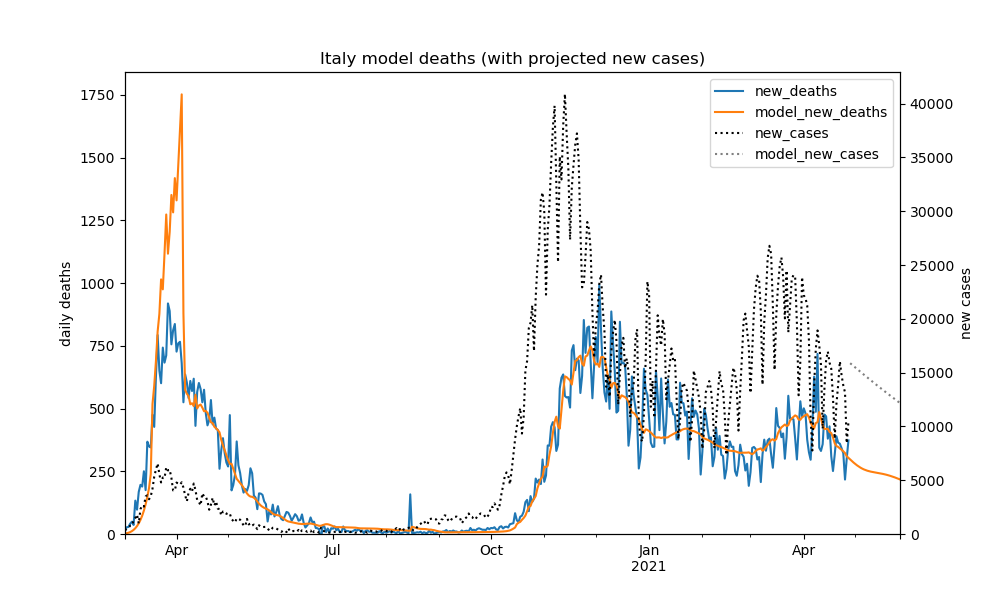 Italy model deaths (with projected new cases)
new_deaths
model_new_deaths
new_cases
model_new_cases
daily deaths
new cases
1750
1500
1250
1000
750
500
250
0
40000
35000
30000
25000
20000
15000
10000
5000
0
Apr
Jul
Oct
Jan
2021
Apr